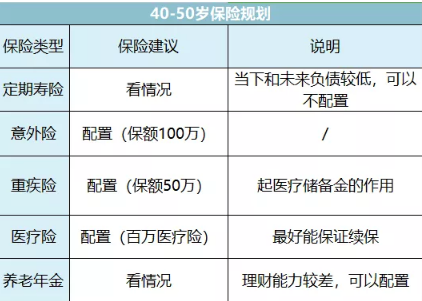 40-50岁保险规划
保险类型 保险建议 说明
定期寿险 看情况 当下和未来负债较低，可以
不配置
意外险 配置（保额100万） /
重疾险 配置（保额50万） 起医疗储备金的作用
医疗险 配置（百万医疗险） 最好能保证续保
养老年金 看情况 理财能力较差，可以配置